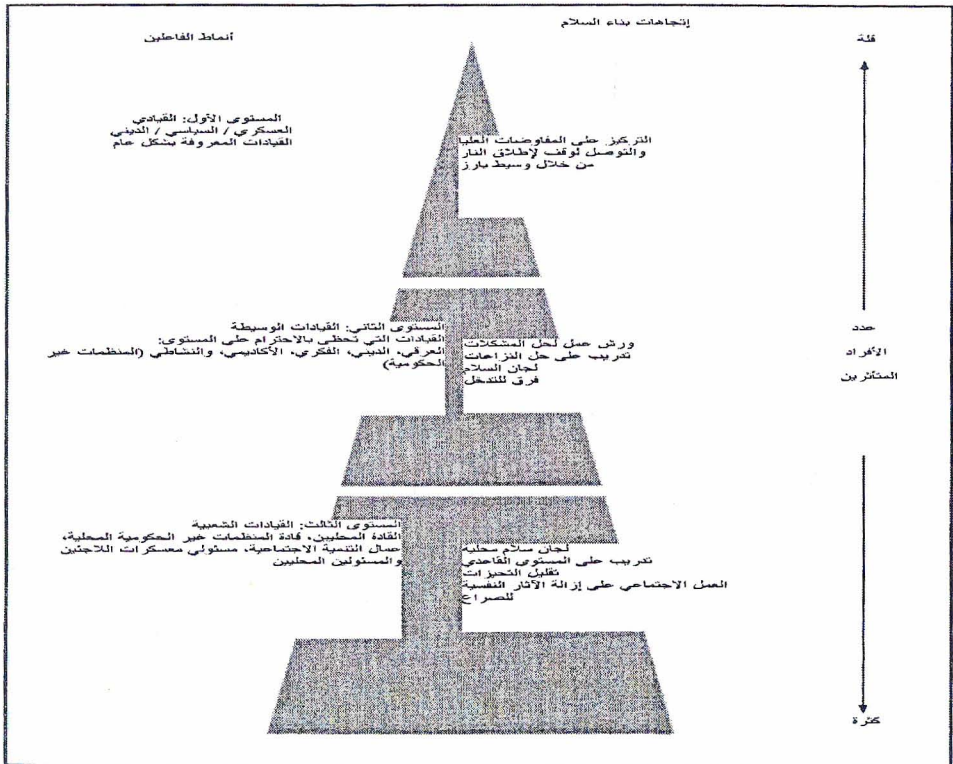 إتجاهات بناء السلام
أنماط الفاعلين
قلة
المستوى الأول: القيادي
العسكري / السياسي / الديني
القيادات المعروفة بشكل عام
التركيز على المفاوضات العليا
والتوصل لوقف لإطلاق النار
من خلال وسيط بارز
عدد
الأفراد
المتأثرين
المستوى الثاني: القيادات الوسيطة
القيادات التي تحظى بالاحترام على المستوى:
العرقي، الديني، الفكري، الأكاديمي، والنشاطي (المنظمات غير
الحكومية)
ورش عمل لحل المشكلات
تدريب على حل النزاعات
لجان السلام
فرق للتدخل
المستوى الثالث: القيادات الشعبية
القادة المحليين، قادة المنظمات غير الحكومية المحلية،
عمال التنمية الاجتماعية، مسئولي معسكرات اللاجئين
والمسئولين المحليين
لجان سلام محلية
تدريب على المستوى القاعدي
تقليل التحيزات
العمل الاجتماعي على إزالة الآثار النفسية
للصراع
كثرة